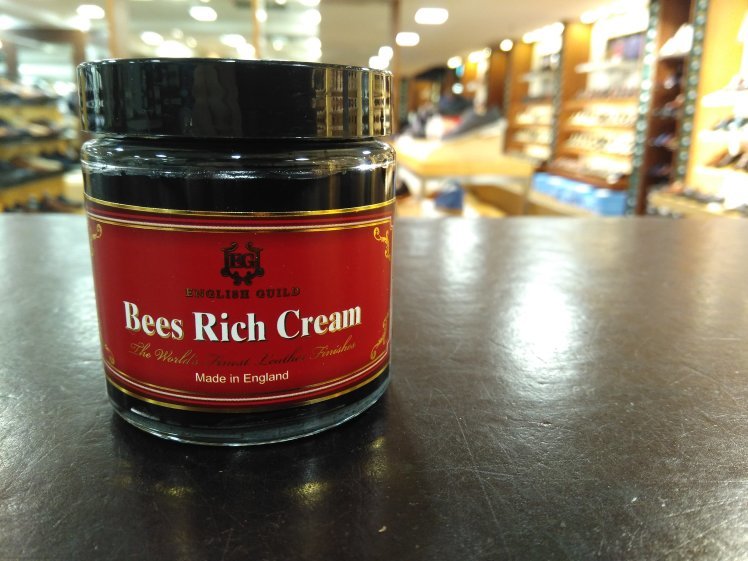 EG
ENGLISH GUILD
Bees Rich Cream
The World's Finest Leather Finishes
Made in England